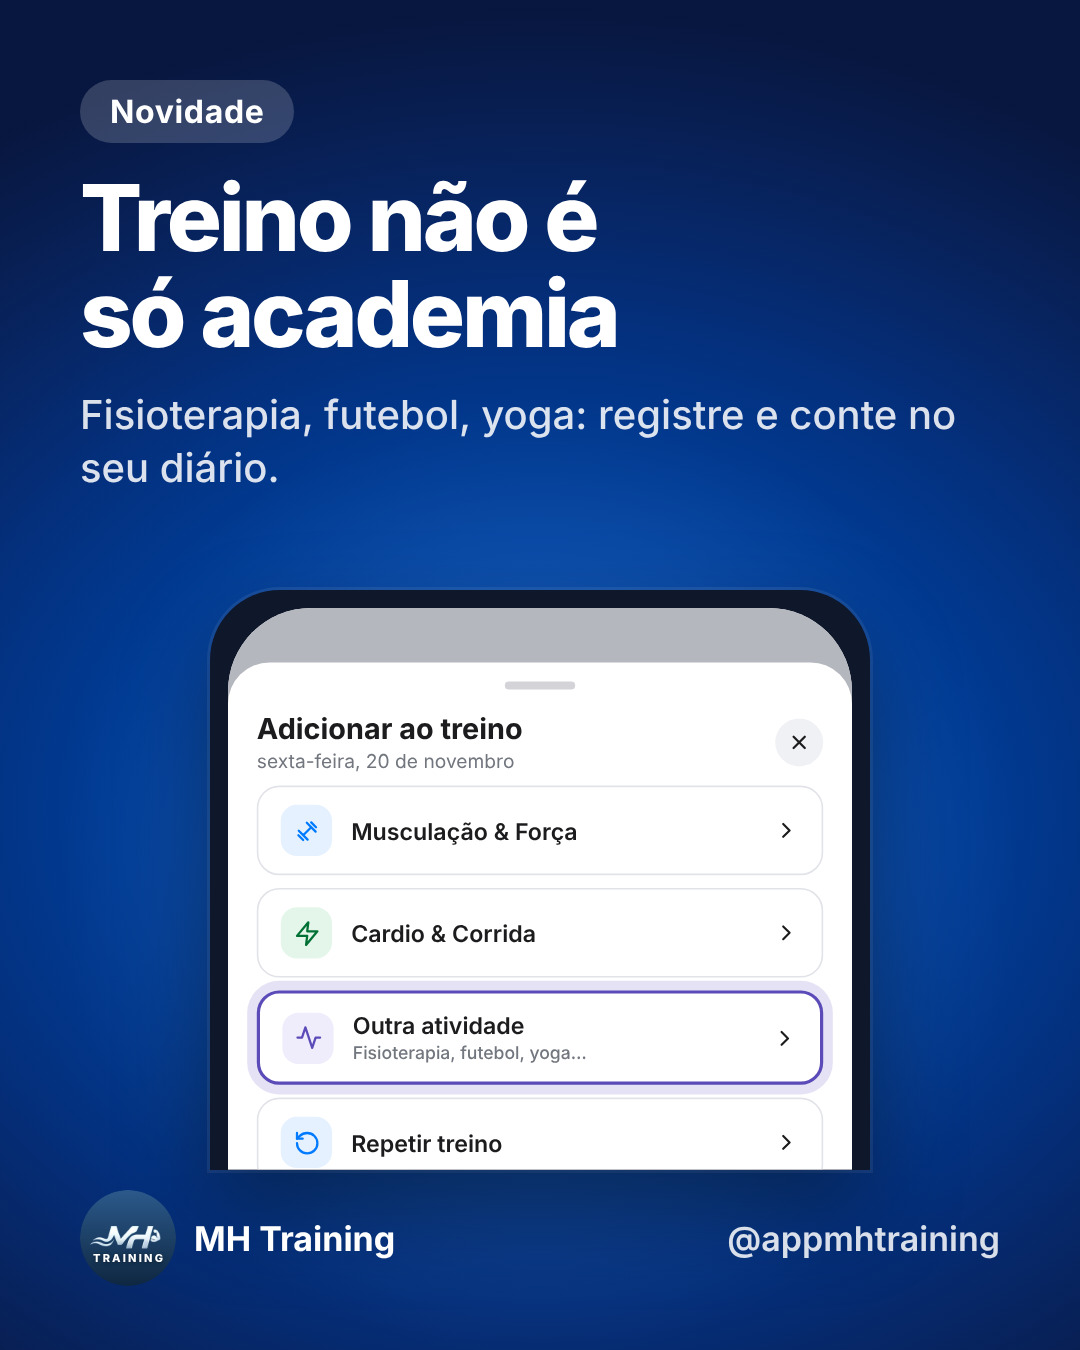 Novidade
Treino não é
só academia
Fisioterapia, futebol, yoga: registre e conte no
seu diário.
Adicionar ao treino
sexta-feira, 20 de novembro
Musculação & Força
Cardio & Corrida
Outra atividade
Fisioterapia, futebol, yoga...
Repetir treino
MH
TRAINING
MH Training
@appmhtraining